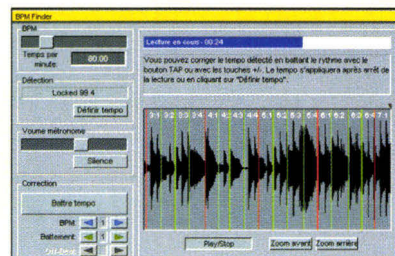 BPM Finder
BPM
Temps par
minute:
80.00
Détection
Locked 99.4
Définir tempo
Volume métronome
Silence
Correction
Battre tempo
BPM
1
Battement
1
Lecture en cours - 00:24
Vous pouvez corriger le tempo détecté en battant le rythme avec le
bouton TAP ou avec les touches +/-. Le tempo s'appliquera après arrêt de
la lecture ou en cliquant sur "Définir tempo".
Play/Stop
Zoom avant
Zoom arrière